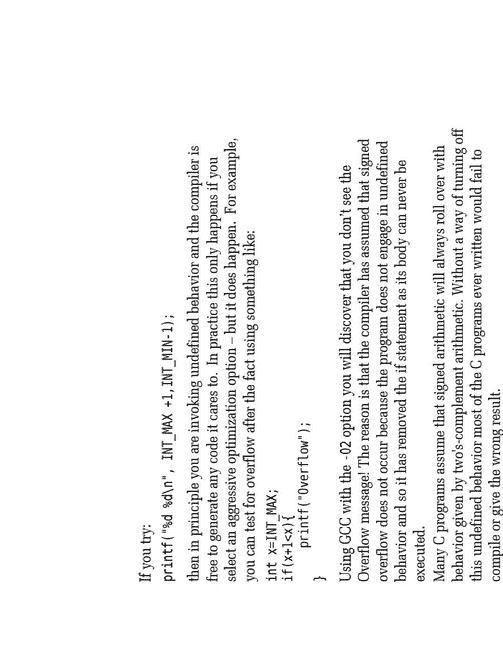 If you try:
printf("%d %d\n", INT_MAX +1,INT_MIN-1);
then in principle you are invoking undefined behavior and the compiler is
free to generate any code it cares to. In practice this only happens if you
select an aggressive optimization option – but it does happen. For example,
you can test for overflow after the fact using something like:
int x=INT_MAX;
if(x+1<x){
    printf("Overflow");
}
Using GCC with the -O2 option you will discover that you don't see the
Overflow message! The reason is that the compiler has assumed that signed
overflow does not occur because the program does not engage in undefined
behavior and so it has removed the if statement as its body can never be
executed.
Many C programs assume that signed arithmetic will always roll over with
behavior given by two's-complement arithmetic. Without a way of turning off
this undefined behavior most of the C programs ever written would fail to
compile or give the wrong result.